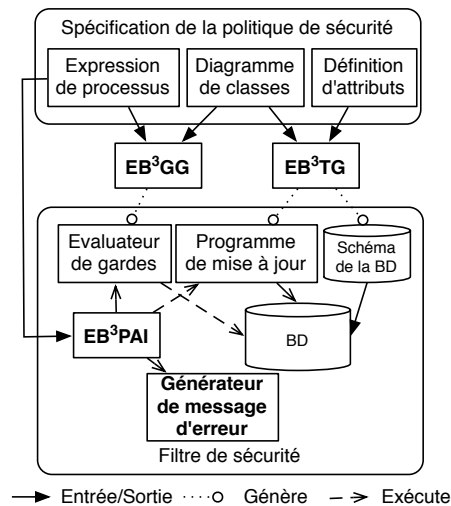 Spécification de la politique de sécurité
Expression
de processus
Diagramme
de classes
Définition
d'attributs
EB³GG
EB³TG
Evaluateur
de gardes
Programme
de mise à jour
Schéma
de la BD
EB³PAI
BD
Générateur
de message
d'erreur
Filtre de sécurité
Entrée/Sortie
Génère
Exécute